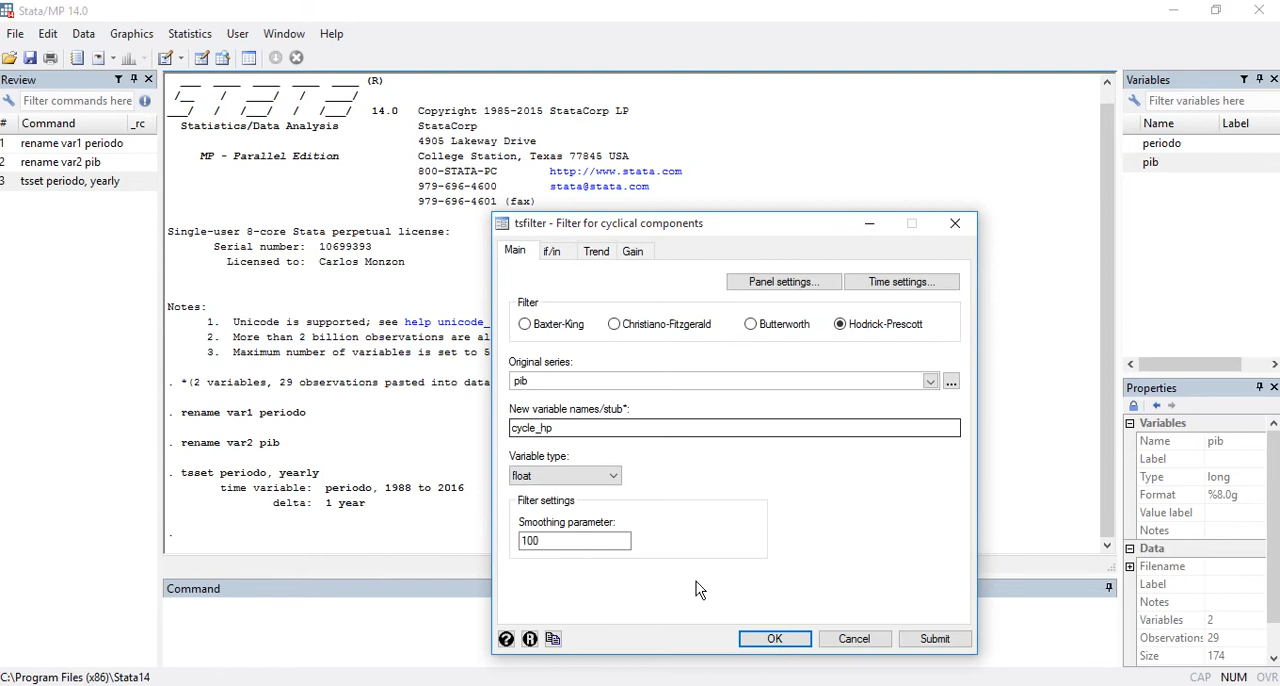 Stata/MP 14.0
File Edit Data Graphics Statistics User Window Help
Review
Filter commands here
# Command _rc
1 rename var1 periodo
2 rename var2 pib
3 tsset periodo, yearly
(R)
14.0 Copyright 1985-2015 StataCorp LP
Statistics/Data Analysis StataCorp
4905 Lakeway Drive
MP - Parallel Edition College Station, Texas 77845 USA
800-STATA-PC http://www.stata.com
979-696-4600 stata@stata.com
979-696-4601 (fax)
Single-user 8-core Stata perpetual license:
Serial number: 10699393
Licensed to: Carlos Monzon
Notes:
1. Unicode is supported; see help unicode_
2. More than 2 billion observations are al
3. Maximum number of variables is set to 5
. *(2 variables, 29 observations pasted into data
. rename var1 periodo
. rename var2 pib
. tsset periodo, yearly
time variable: periodo, 1988 to 2016
delta: 1 year
.
Command
tsfilter - Filter for cyclical components
Main if/in Trend Gain
Panel settings... Time settings...
Filter
Baxter-King Christiano-Fitzgerald Butterworth Hodrick-Prescott
Original series:
pib
...
New variable names/stub*:
cycle_hp
Variable type:
float
Filter settings
Smoothing parameter:
100
? R OK Cancel Submit
Variables
Filter variables here
Name Label
periodo
pib
Properties
Variables
Name pib
Label
Type long
Format %8.0g
Value label
Notes
Data
Filename
Label
Notes
Variables 2
Observations 29
Size 174
C:\Program Files (x86)\Stata14
CAP NUM OVR